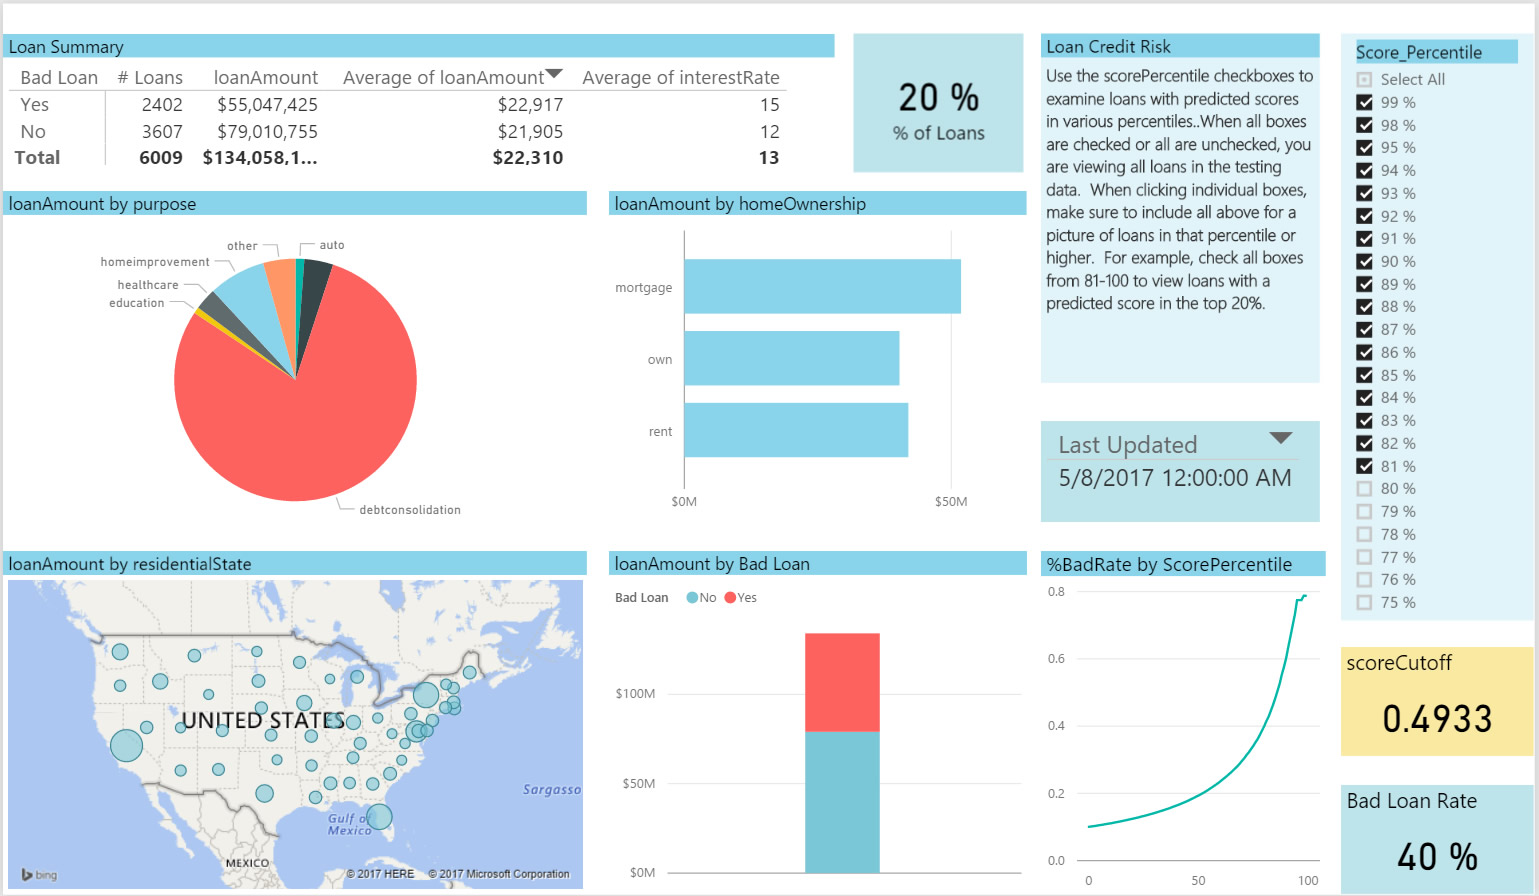 Loan Summary
Bad Loan # Loans loanAmount Average of loanAmount Average of interestRate
Yes 2402 $55,047,425 $22,917 15
No 3607 $79,010,755 $21,905 12
Total 6009 $134,058,1... $22,310 13
20 %
% of Loans
Loan Credit Risk
Use the scorePercentile checkboxes to
examine loans with predicted scores
in various percentiles..When all boxes
are checked or all are unchecked, you
are viewing all loans in the testing
data. When clicking individual boxes,
make sure to include all above for a
picture of loans in that percentile or
higher. For example, check all boxes
from 81-100 to view loans with a
predicted score in the top 20%.
Score_Percentile
Select All
99 %
98 %
95 %
94 %
93 %
92 %
91 %
90 %
89 %
88 %
87 %
86 %
85 %
84 %
83 %
82 %
81 %
80 %
79 %
78 %
77 %
76 %
75 %
loanAmount by purpose
other
auto
homeimprovement
healthcare
education
debtconsolidation
loanAmount by homeOwnership
mortgage
own
rent
$0M $50M
Last Updated
5/8/2017 12:00:00 AM
loanAmount by residentialState
UNITED STATES
Sargasso
Gulf of
Mexico
MEXICO
bing
© 2017 HERE © 2017 Microsoft Corporation
loanAmount by Bad Loan
Bad Loan No Yes
$100M
$50M
$0M
%BadRate by ScorePercentile
0.8
0.6
0.4
0.2
0.0
0 50 100
scoreCutoff
0.4933
Bad Loan Rate
40 %